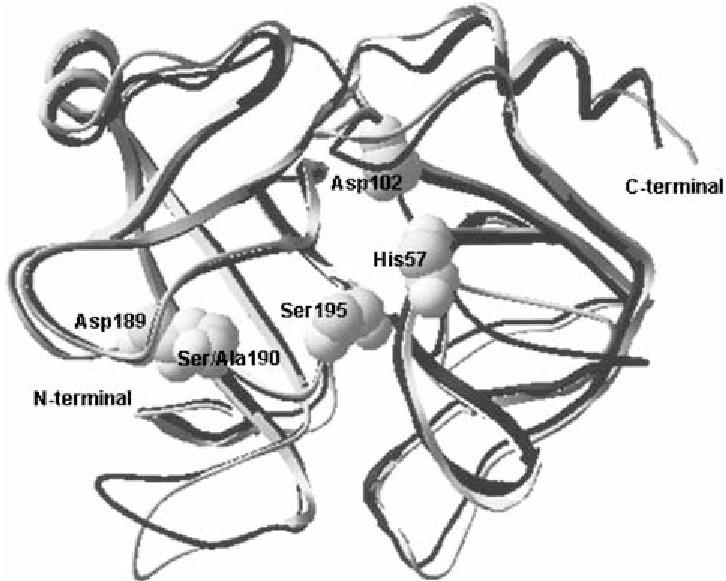 Asp102
C-terminal
His57
Ser195
Asp189
Ser/Ala190
N-terminal